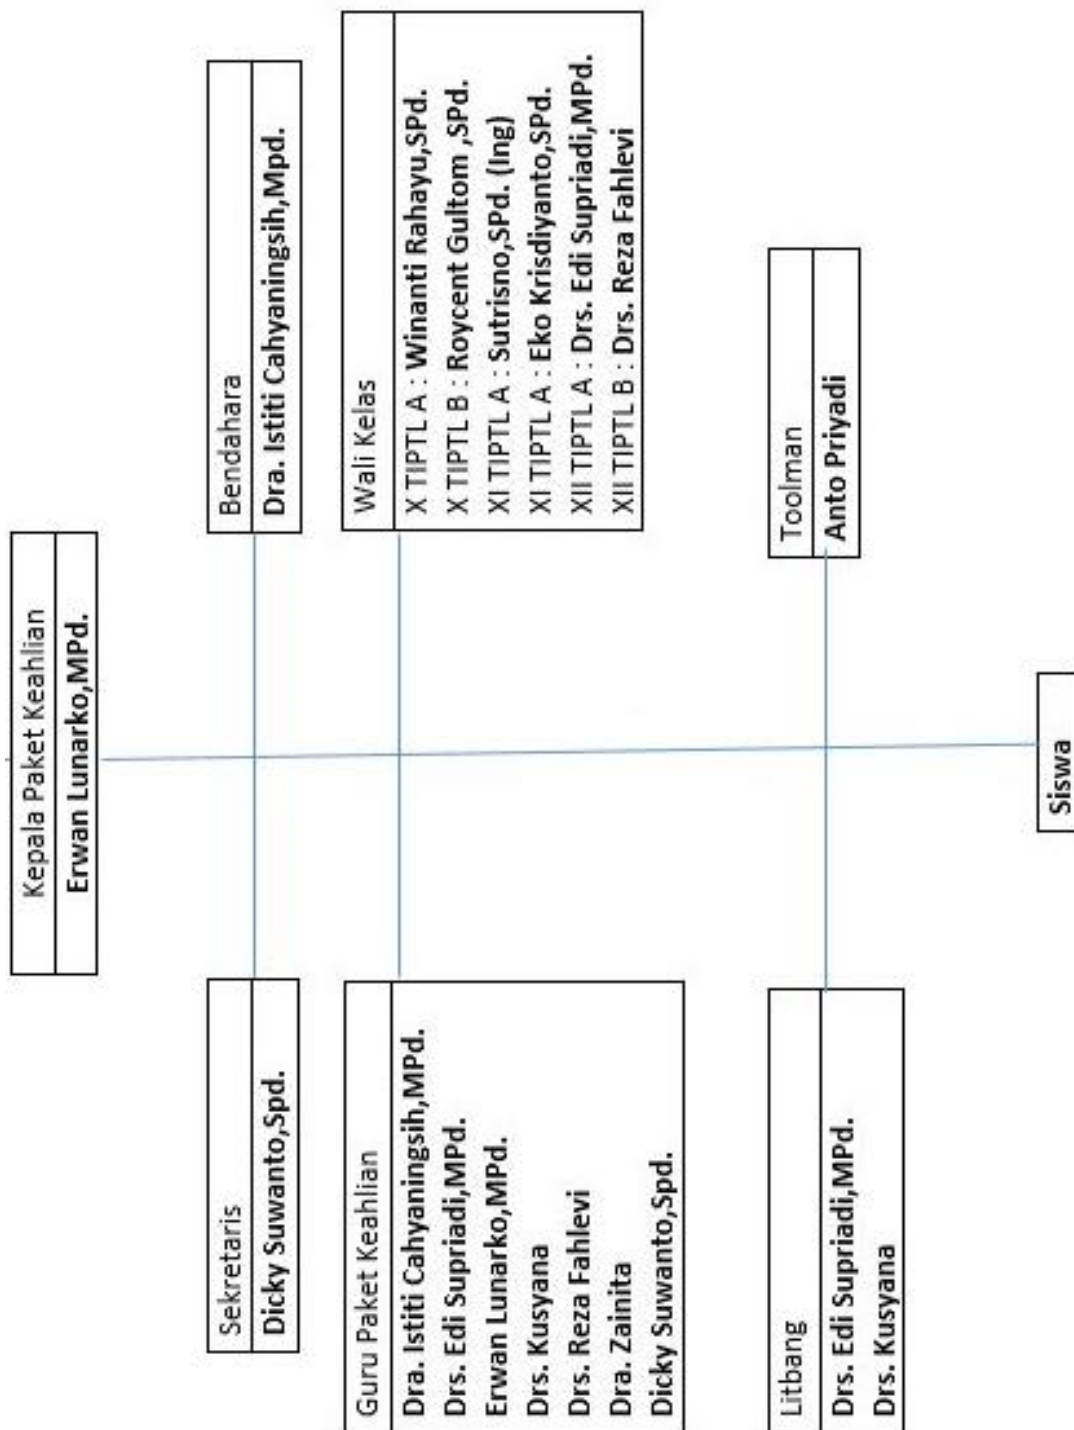 Kepala Paket Keahlian
Erwan Lunarko,MPd.
Sekretaris
Dicky Suwanto,Spd.
Bendahara
Dra. Istiti Cahyaningsih,Mpd.
Guru Paket Keahlian
Dra. Istiti Cahyaningsih,MPd.
Drs. Edi Supriadi,MPd.
Erwan Lunarko,MPd.
Drs. Kusyana
Drs. Reza Fahlevi
Dra. Zainita
Dicky Suwanto,Spd.
Wali Kelas
X TIPTL A : Winanti Rahayu,SPd.
X TIPTL B : Roycent Gultom ,SPd.
XI TIPTL A : Sutrisno,SPd. (Ing)
XI TIPTL A : Eko Krisdiyanto,SPd.
XII TIPTL A : Drs. Edi Supriadi,MPd.
XII TIPTL B : Drs. Reza Fahlevi
Litbang
Drs. Edi Supriadi,MPd.
Drs. Kusyana
Toolman
Anto Priyadi
Siswa